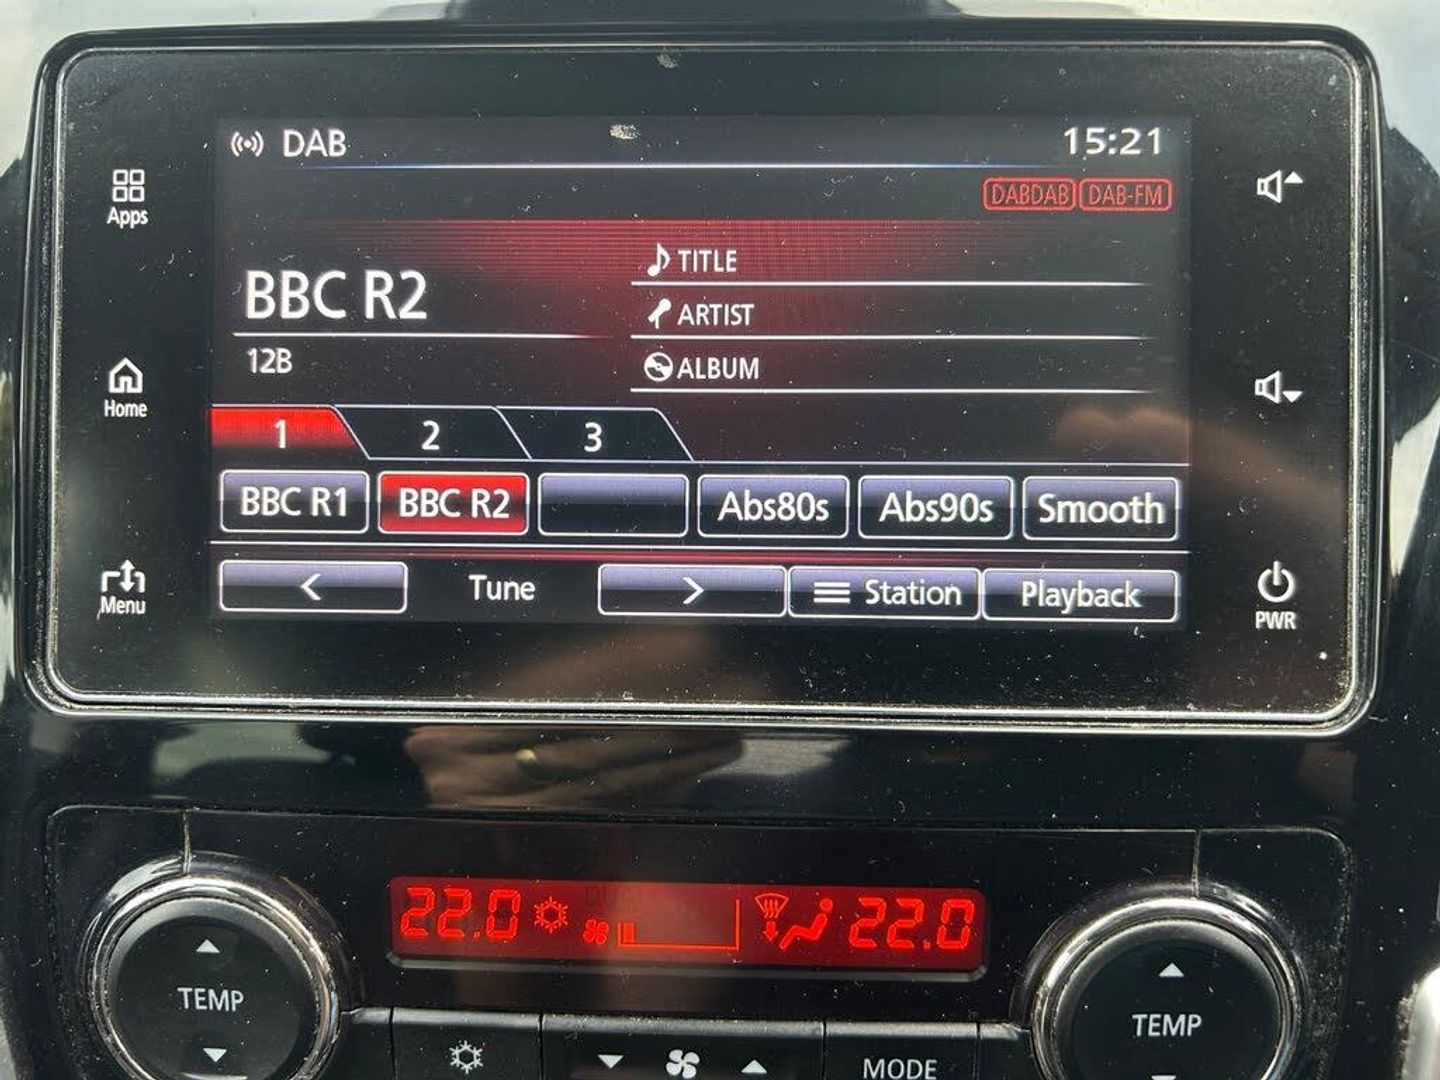 DAB 15:21
DABDAB DAB-FM
Apps
TITLE
BBC R2
ARTIST
12B
ALBUM
Home
1 2 3
BBC R1 BBC R2 Abs80s Abs90s Smooth
< Tune > Station Playback
Menu
PWR
22.0 22.0
TEMP
TEMP
MODE